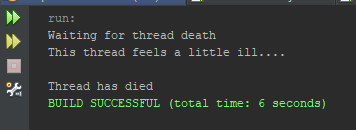 run:
Waiting for thread death
This thread feels a little ill....
Thread has died
BUILD SUCCESSFUL (total time: 6 seconds)